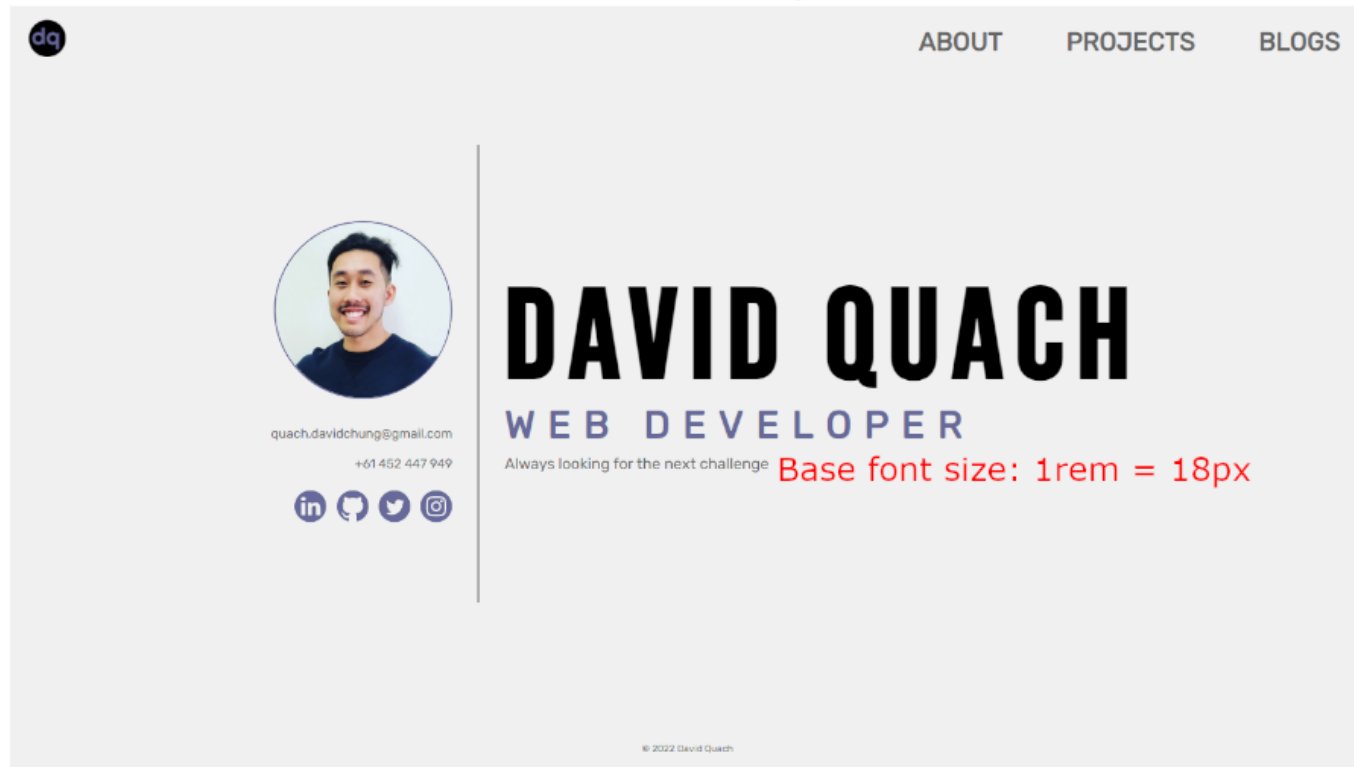 dq
ABOUT PROJECTS BLOGS
DAVID QUACH
WEB DEVELOPER
Always looking for the next challenge
Base font size: 1rem = 18px
quach.davidchung@gmail.com
+61 452 447 949
in
© 2022 David Quach